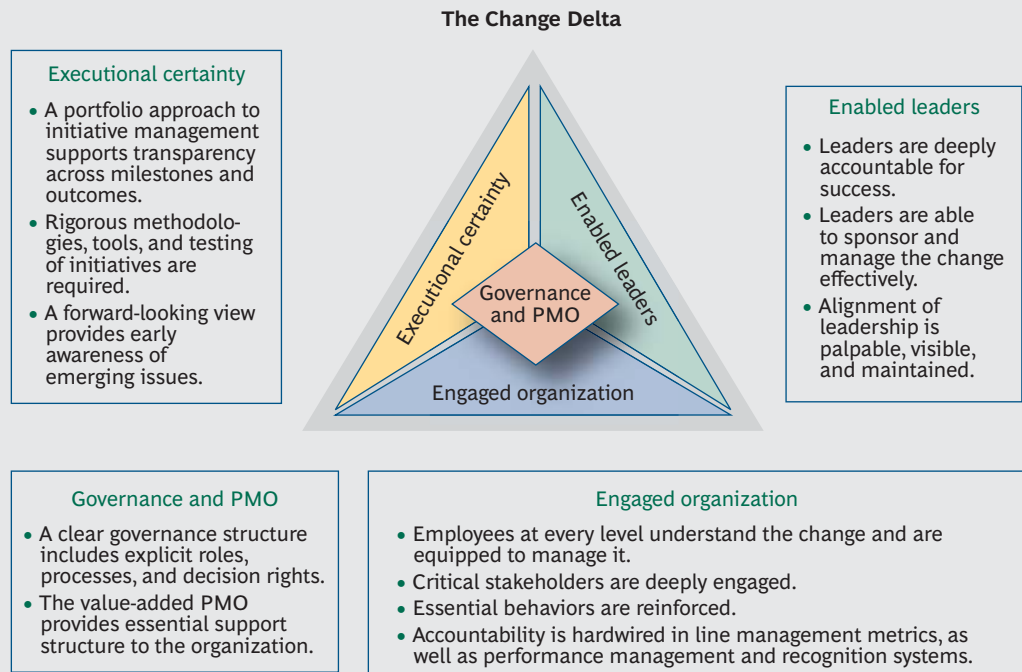 The Change Delta
Executional certainty
• A portfolio approach to
initiative management
supports transparency
across milestones and
outcomes.
• Rigorous methodolo-
gies, tools, and testing
of initiatives are
required.
• A forward-looking view
provides early
awareness of
emerging issues.
Executional certainty
Enabled leaders
Governance
and PMO
Engaged organization
Enabled leaders
• Leaders are deeply
accountable for
success.
• Leaders are able
to sponsor and
manage the change
effectively.
• Alignment of
leadership is
palpable, visible,
and maintained.
Governance and PMO
• A clear governance structure
includes explicit roles,
processes, and decision rights.
• The value-added PMO
provides essential support
structure to the organization.
Engaged organization
• Employees at every level understand the change and are
equipped to manage it.
• Critical stakeholders are deeply engaged.
• Essential behaviors are reinforced.
• Accountability is hardwired in line management metrics, as
well as performance management and recognition systems.